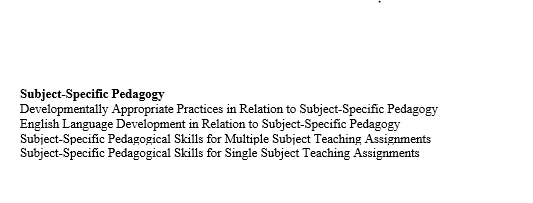 Subject-Specific Pedagogy
Developmentally Appropriate Practices in Relation to Subject-Specific Pedagogy
English Language Development in Relation to Subject-Specific Pedagogy
Subject-Specific Pedagogical Skills for Multiple Subject Teaching Assignments
Subject-Specific Pedagogical Skills for Single Subject Teaching Assignments